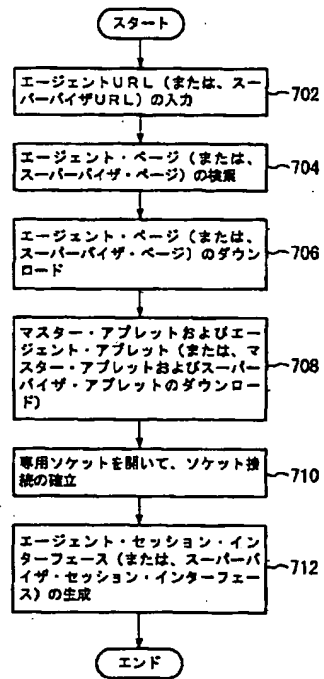 スタート
エージェントURL(または、スー
パーバイザURL)の入力
702
エージェント・ページ(または、
スーパーバイザ・ページ)の検索
704
エージェント・ページ(または、
スーパーバイザ・ページ)のダウン
ロード
706
マスター・アプレットおよびエー
ジェント・アプレット(または、マ
スター・アプレットおよびスーパー
バイザ・アプレットのダウンロー
ド)
708
専用ソケットを開いて、ソケット接
続の確立
710
エージェント・セッション・イン
ターフェース(または、スーパーバ
イザ・セッション・インターフェー
ス)の生成
712
エンド